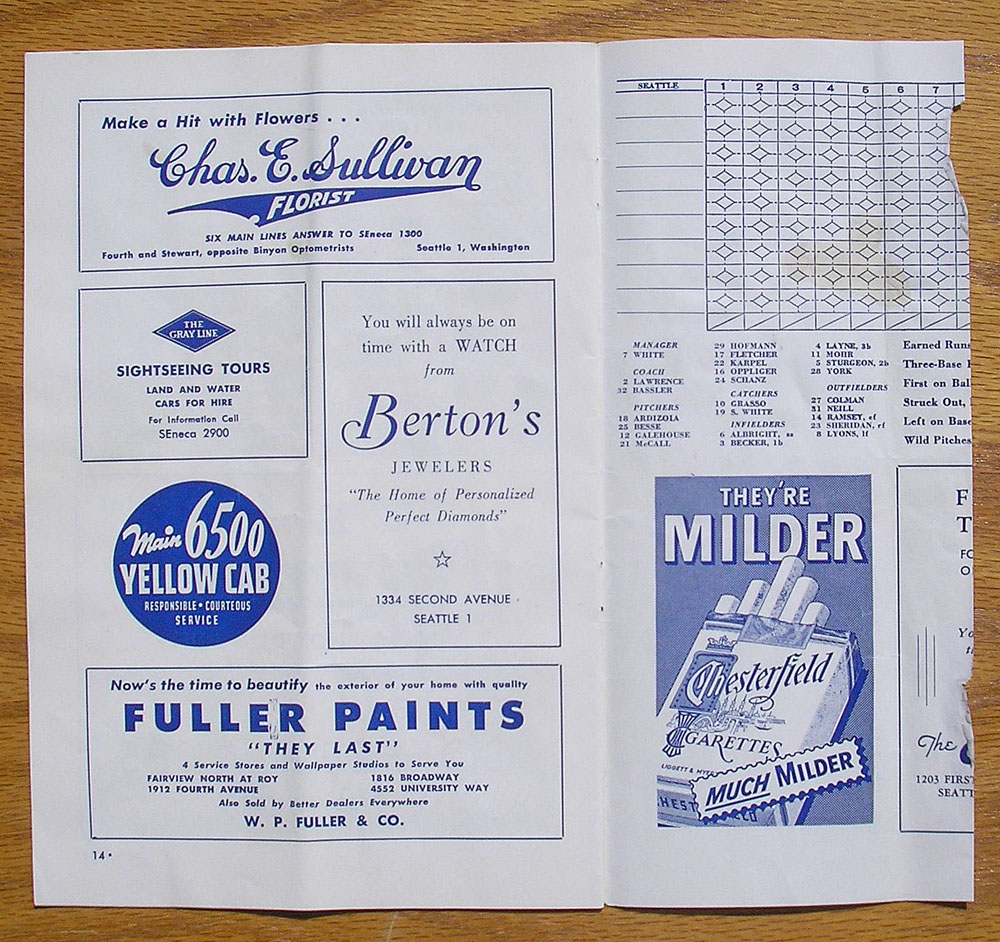 Make a Hit with Flowers . . .
Chas. E. Sullivan
FLORIST
SIX MAIN LINES ANSWER TO SEneca 1300
Fourth and Stewart, opposite Binyon Optometrists Seattle 1, Washington
THE
GRAY LINE
SIGHTSEEING TOURS
LAND AND WATER
CARS FOR HIRE
For Information Call
SEneca 2900
You will always be on
time with a WATCH
from
Berton's
JEWELERS
"The Home of Personalized
Perfect Diamonds"
1334 SECOND AVENUE
SEATTLE 1
Main 6500
YELLOW CAB
RESPONSIBLE • COURTEOUS
SERVICE
Now's the time to beautify the exterior of your home with quality
FULLER PAINTS
"THEY LAST"
4 Service Stores and Wallpaper Studios to Serve You
FAIRVIEW NORTH AT ROY 1816 BROADWAY
1912 FOURTH AVENUE 4552 UNIVERSITY WAY
Also Sold by Better Dealers Everywhere
W. P. FULLER & CO.
14 •
SEATTLE 1 2 3 4 5 6 7
MANAGER
7 WHITE
COACH
2 LAWRENCE
32 BASSLER
PITCHERS
18 ARDIZOIA
25 BESSE
12 GALEHOUSE
21 McCALL
29 HOFMANN
17 FLETCHER
22 KARPEL
16 OPPLIGER
24 SCHANZ
CATCHERS
10 GRASSO
19 S. WHITE
INFIELDERS
6 ALBRIGHT, ss
3 BECKER, 1b
4 LAYNE, 3b
11 MOHR
5 STURGEON, 2b
28 YORK
OUTFIELDERS
27 COLMAN
31 NEILL
14 RAMSEY, cf
23 SHERIDAN, rf
8 LYONS, lf
Earned Runs
Three-Base
First on Bal
Struck Out,
Left on Base
Wild Pitches
THEY'RE
MILDER
Chesterfield
CIGARETTES
LIGGETT & MYE
MUCH MILDER
HEST
F
T
FO
O
The
1203 FIRST
SEATT